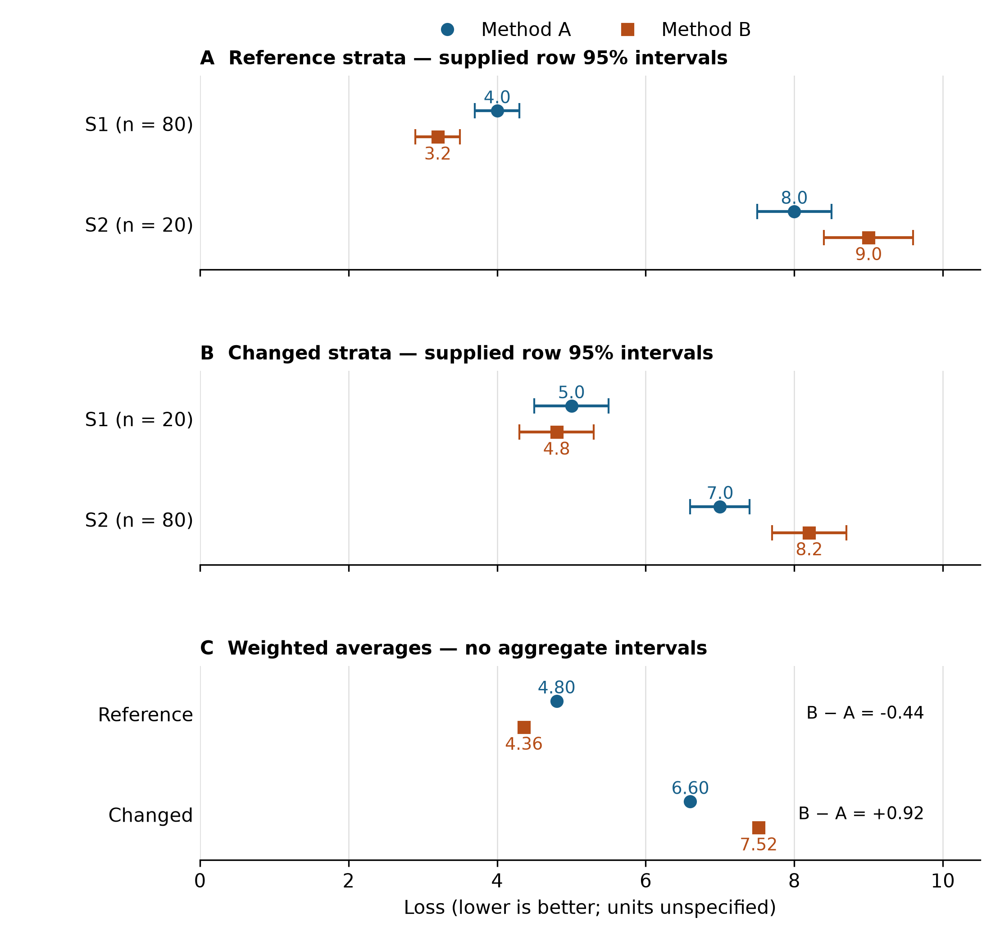 Method A Method B
A Reference strata — supplied row 95% intervals
4.0
S1 (n = 80)
3.2
8.0
S2 (n = 20)
9.0
B Changed strata — supplied row 95% intervals
5.0
S1 (n = 20)
4.8
7.0
S2 (n = 80)
8.2
C Weighted averages — no aggregate intervals
4.80
Reference B − A = -0.44
4.36
6.60
Changed B − A = +0.92
7.52
0 2 4 6 8 10
Loss (lower is better; units unspecified)